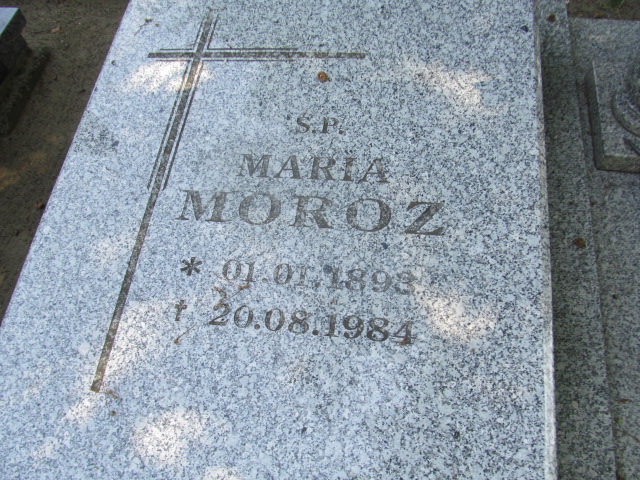 Ś.P.
MARIA
MOROZ
* 01.01.1893
† 20.08.1984